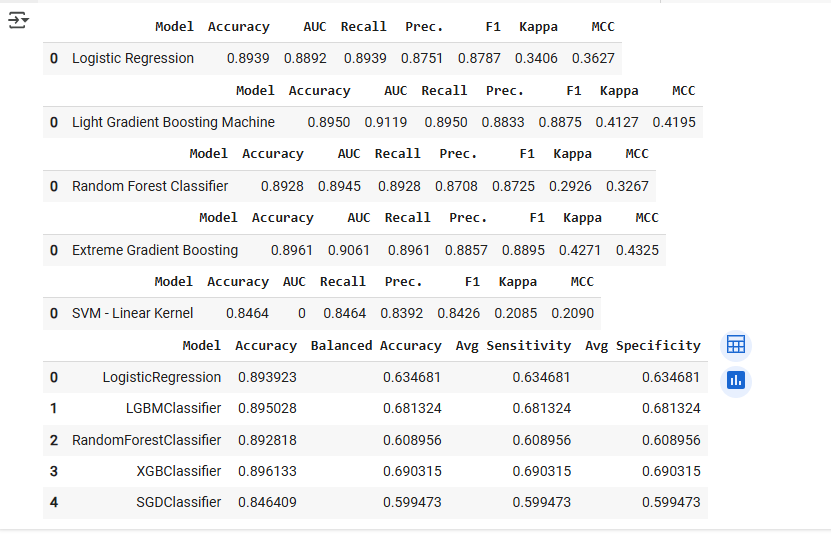 Model Accuracy AUC Recall Prec. F1 Kappa MCC
0 Logistic Regression 0.8939 0.8892 0.8939 0.8751 0.8787 0.3406 0.3627
Model Accuracy AUC Recall Prec. F1 Kappa MCC
0 Light Gradient Boosting Machine 0.8950 0.9119 0.8950 0.8833 0.8875 0.4127 0.4195
Model Accuracy AUC Recall Prec. F1 Kappa MCC
0 Random Forest Classifier 0.8928 0.8945 0.8928 0.8708 0.8725 0.2926 0.3267
Model Accuracy AUC Recall Prec. F1 Kappa MCC
0 Extreme Gradient Boosting 0.8961 0.9061 0.8961 0.8857 0.8895 0.4271 0.4325
Model Accuracy AUC Recall Prec. F1 Kappa MCC
0 SVM - Linear Kernel 0.8464 0 0.8464 0.8392 0.8426 0.2085 0.2090
Model Accuracy Balanced Accuracy Avg Sensitivity Avg Specificity
0 LogisticRegression 0.893923 0.634681 0.634681 0.634681
1 LGBMClassifier 0.895028 0.681324 0.681324 0.681324
2 RandomForestClassifier 0.892818 0.608956 0.608956 0.608956
3 XGBClassifier 0.896133 0.690315 0.690315 0.690315
4 SGDClassifier 0.846409 0.599473 0.599473 0.599473